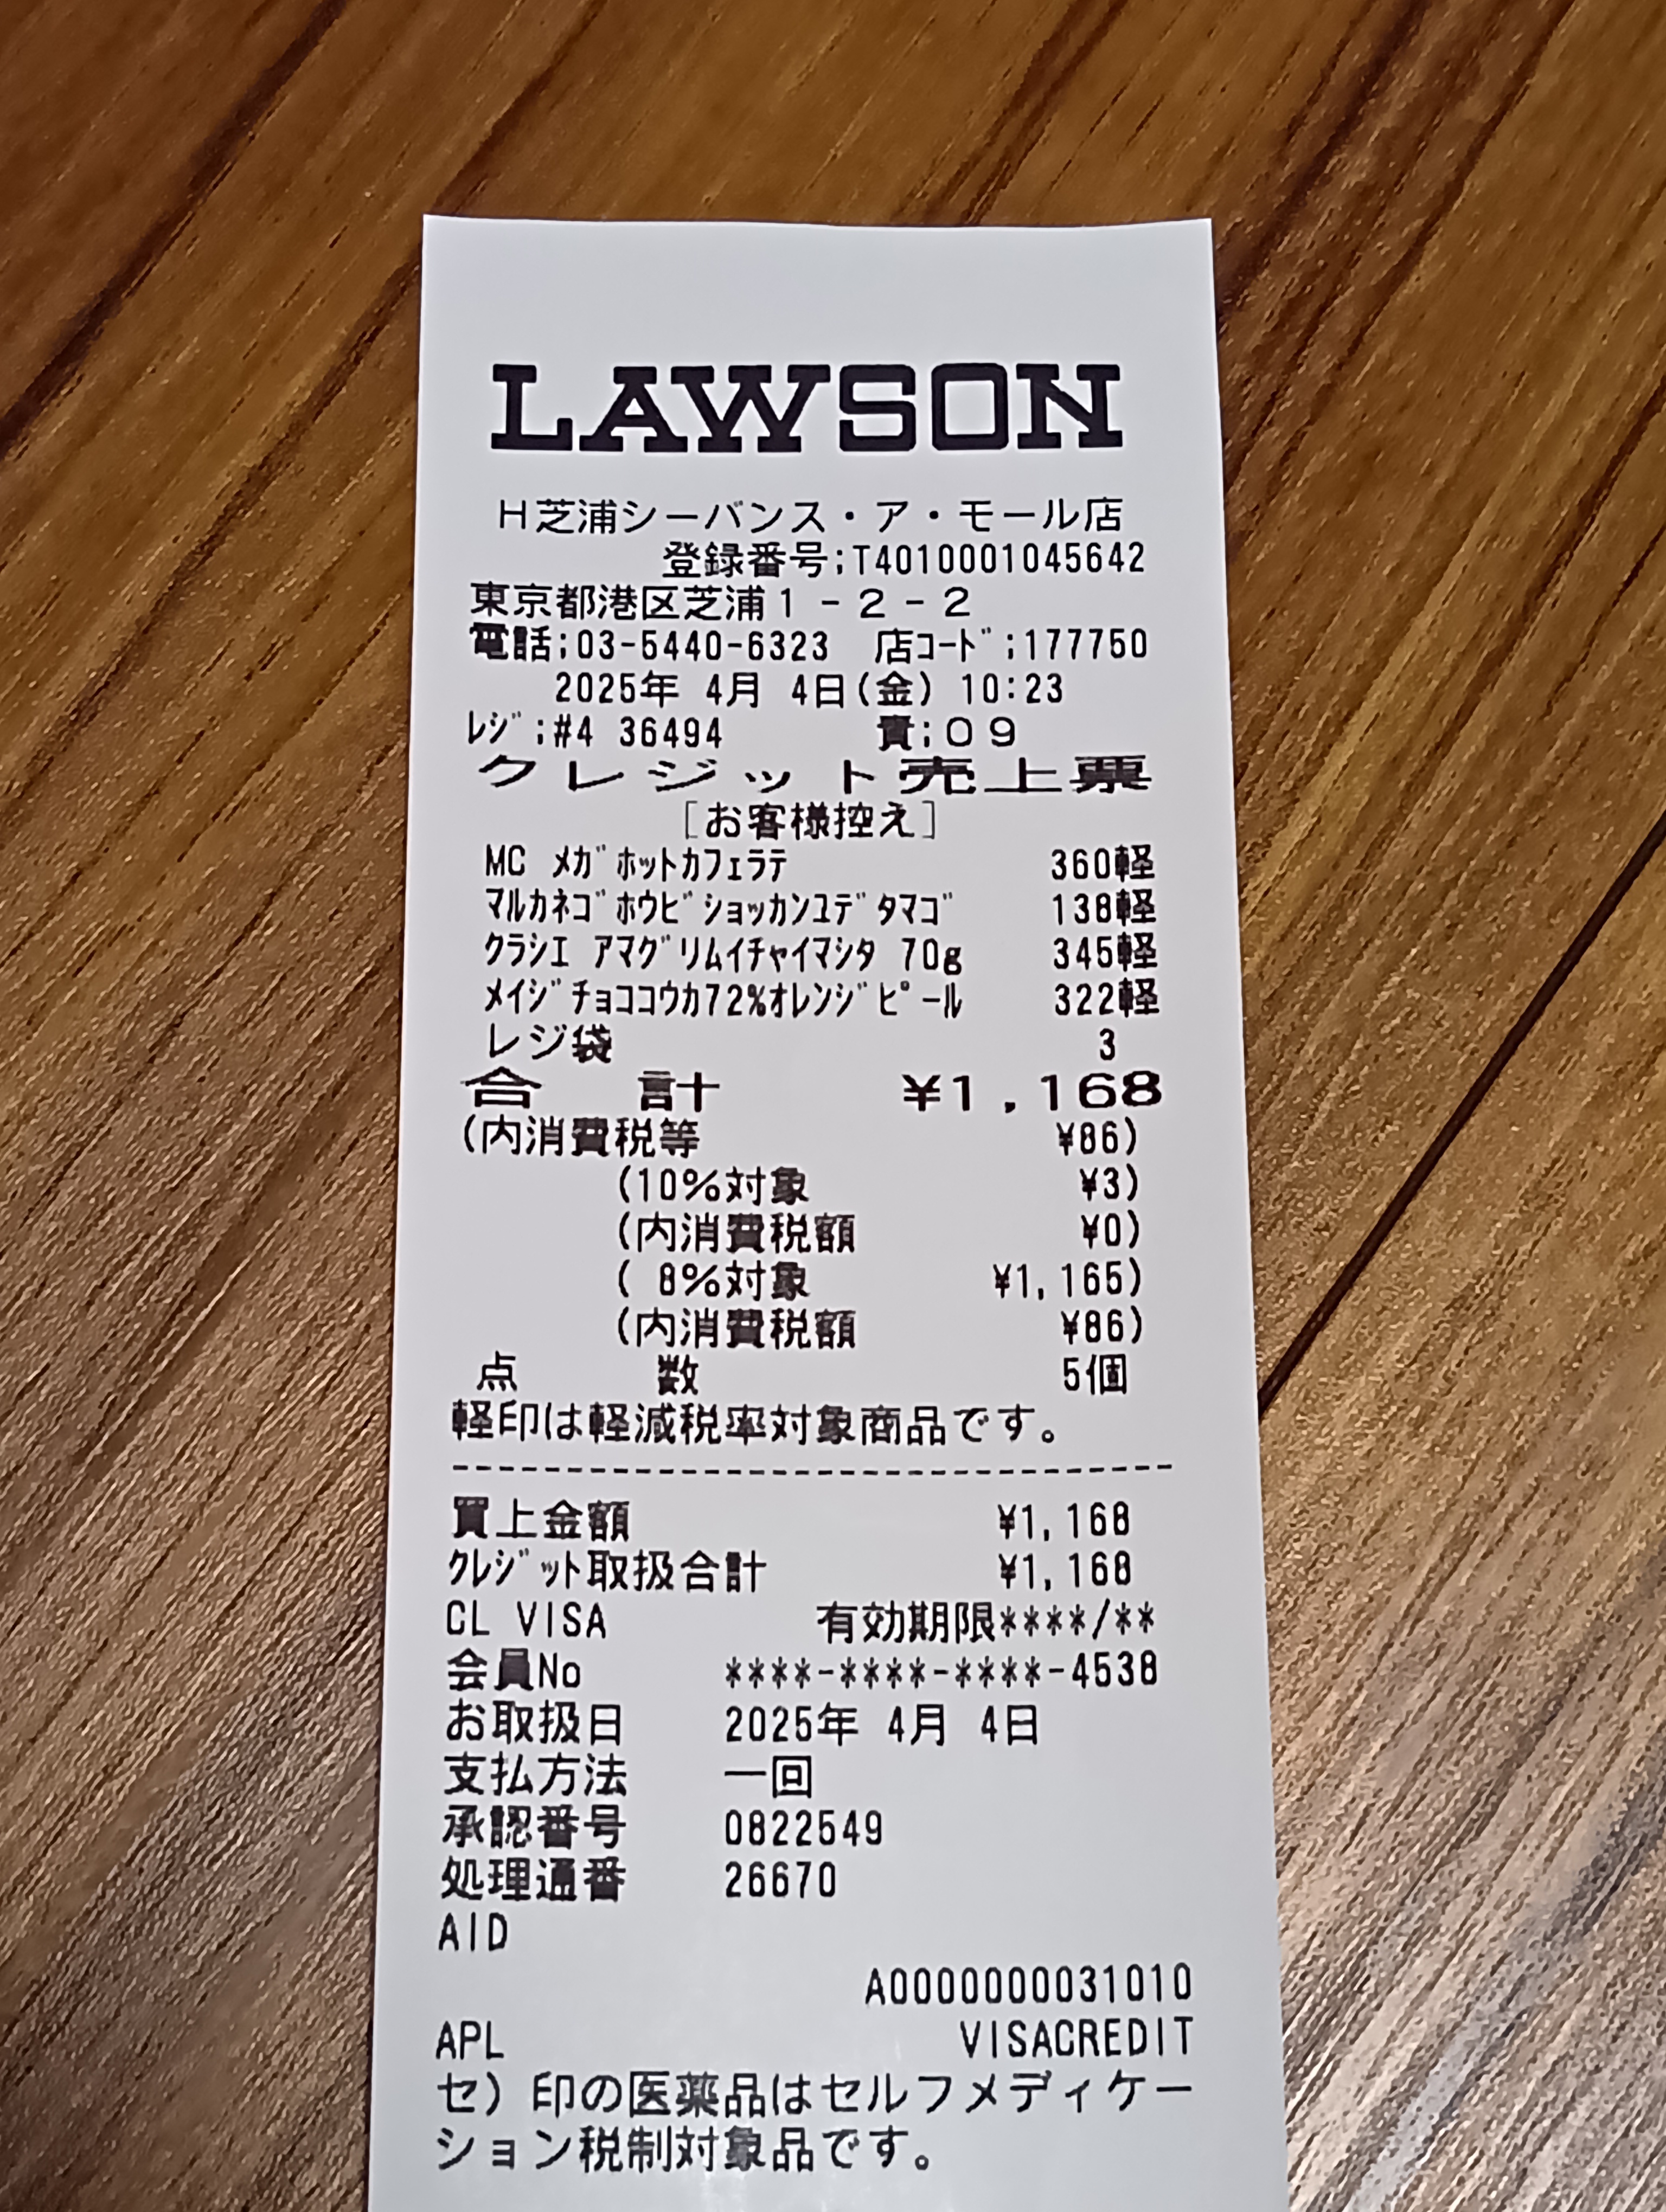 LAWSON
H芝浦シーバンス・ア・モール店
登録番号;T4010001045642
東京都港区芝浦1-2-2
電話;03-5440-6323 店ｺｰﾄﾞ;177750
2025年 4月 4日(金) 10:23
ﾚｼﾞ;#4 36494 責;09
クレジット売上票
[お客様控え]
MC ﾒｶﾞﾎｯﾄｶﾌｪﾗﾃ 360軽
ﾏﾙｶﾈｺﾞﾎｳﾋﾞｼｮｯｶﾝﾕﾃﾞﾀﾏｺﾞ 138軽
ｸﾗｼｴ ｱﾏｸﾞﾘﾑｲﾁｬｲﾏｼﾀ 70g 345軽
ﾒｲｼﾞﾁｮｺｺｳｶ72%ｵﾚﾝｼﾞﾋﾟｰﾙ 322軽
レジ袋 3
合 計 ¥1,168
(内消費税等 ¥86)
(10%対象 ¥3)
(内消費税額 ¥0)
( 8%対象 ¥1,165)
(内消費税額 ¥86)
点 数 5個
軽印は軽減税率対象商品です。
--------------------------------
買上金額 ¥1,168
ｸﾚｼﾞｯﾄ取扱合計 ¥1,168
CL VISA 有効期限****/**
会員No ****-****-****-4538
お取扱日 2025年 4月 4日
支払方法 一回
承認番号 0822549
処理通番 26670
AID
A0000000031010
APL VISACREDIT
セ）印の医薬品はセルフメディケー
ション税制対象品です。